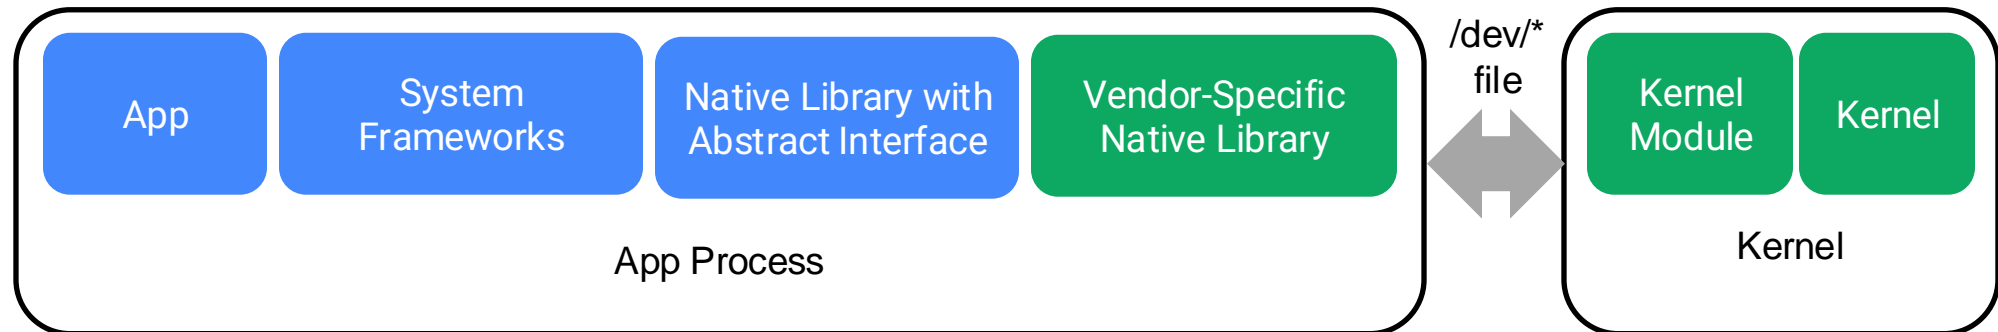 App
System
Frameworks
Native Library with
Abstract Interface
Vendor-Specific
Native Library
App Process
/dev/*
file
Kernel
Module
Kernel
Kernel